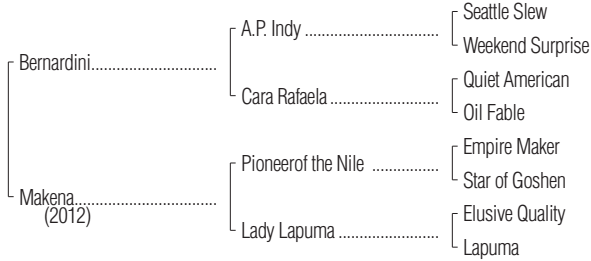 Seattle Slew
A.P. Indy ............................
Weekend Surprise
Bernardini..............................
Quiet American
Cara Rafaela .......................
Oil Fable
Empire Maker
Pioneerof the Nile ..............
Star of Goshen
Makena..................................
(2012)
Elusive Quality
Lady Lapuma .....................
Lapuma